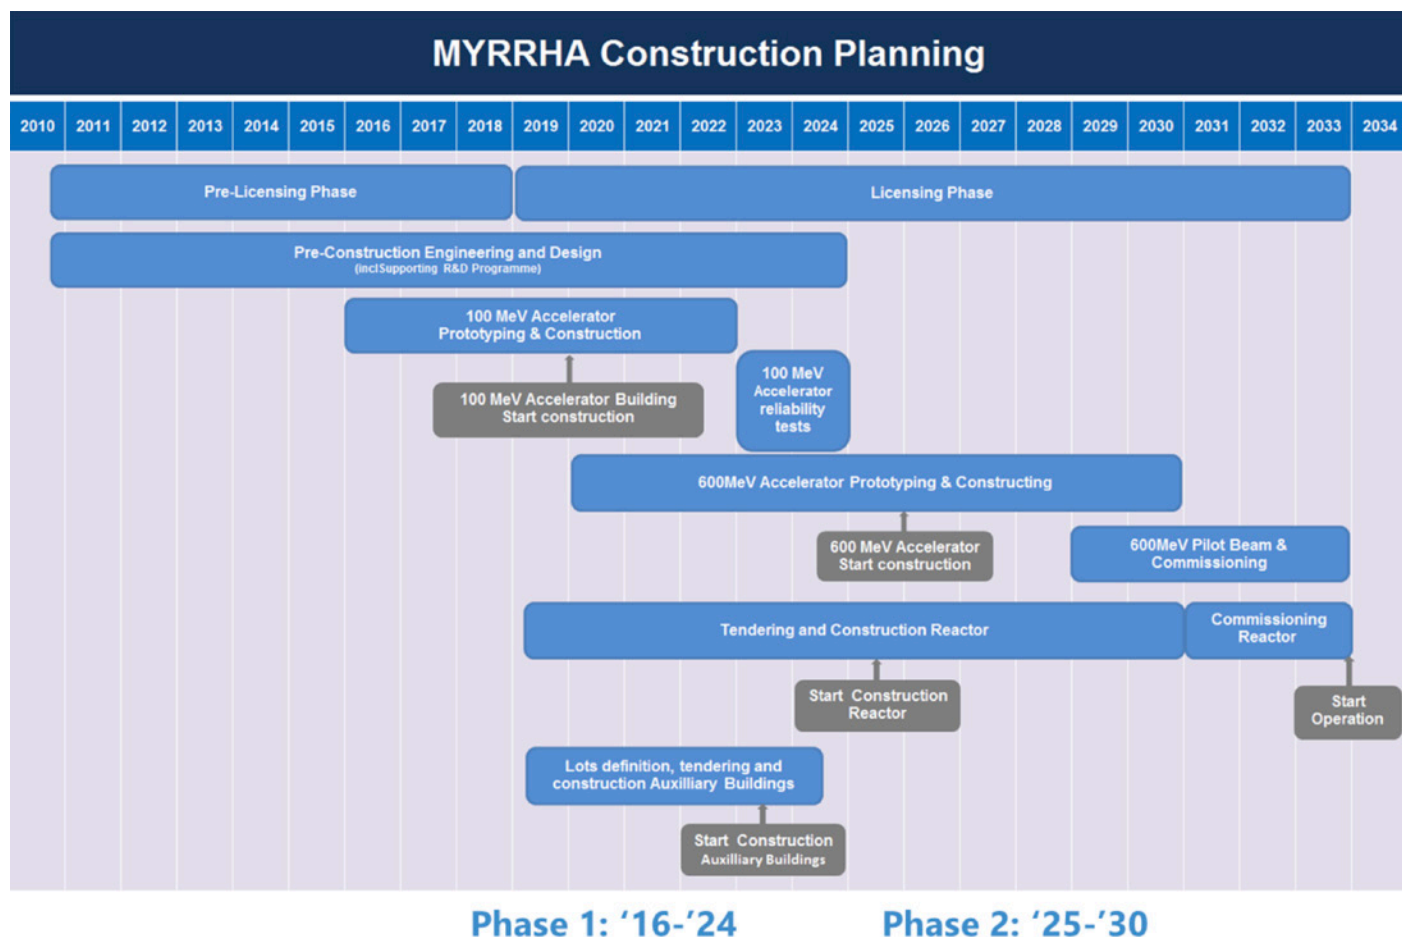 MYRRHA Construction Planning
2010 2011 2012 2013 2014 2015 2016 2017 2018 2019 2020 2021 2022 2023 2024 2025 2026 2027 2028 2029 2030 2031 2032 2033 2034
Pre-Licensing Phase
Licensing Phase
Pre-Construction Engineering and Design
(inclSupporting R&D Programme)
100 MeV Accelerator
Prototyping & Construction
100 MeV Accelerator Building
Start construction
100 MeV
Accelerator
reliability
tests
600MeV Accelerator Prototyping & Constructing
600 MeV Accelerator
Start construction
600MeV Pilot Beam &
Commissioning
Tendering and Construction Reactor
Commissioning
Reactor
Start Construction
Reactor
Start
Operation
Lots definition, tendering and
construction Auxilliary Buildings
Start Construction
Auxilliary Buildings
Phase 1: ‘16-’24
Phase 2: ‘25-’30